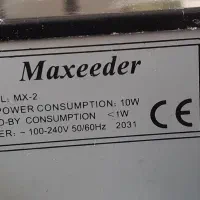 Maxeeder
L: MX-2
POWER CONSUMPTION: 10W
D-BY CONSUMPTION <1W
ER: ~ 100-240V 50/60Hz 2031
CE